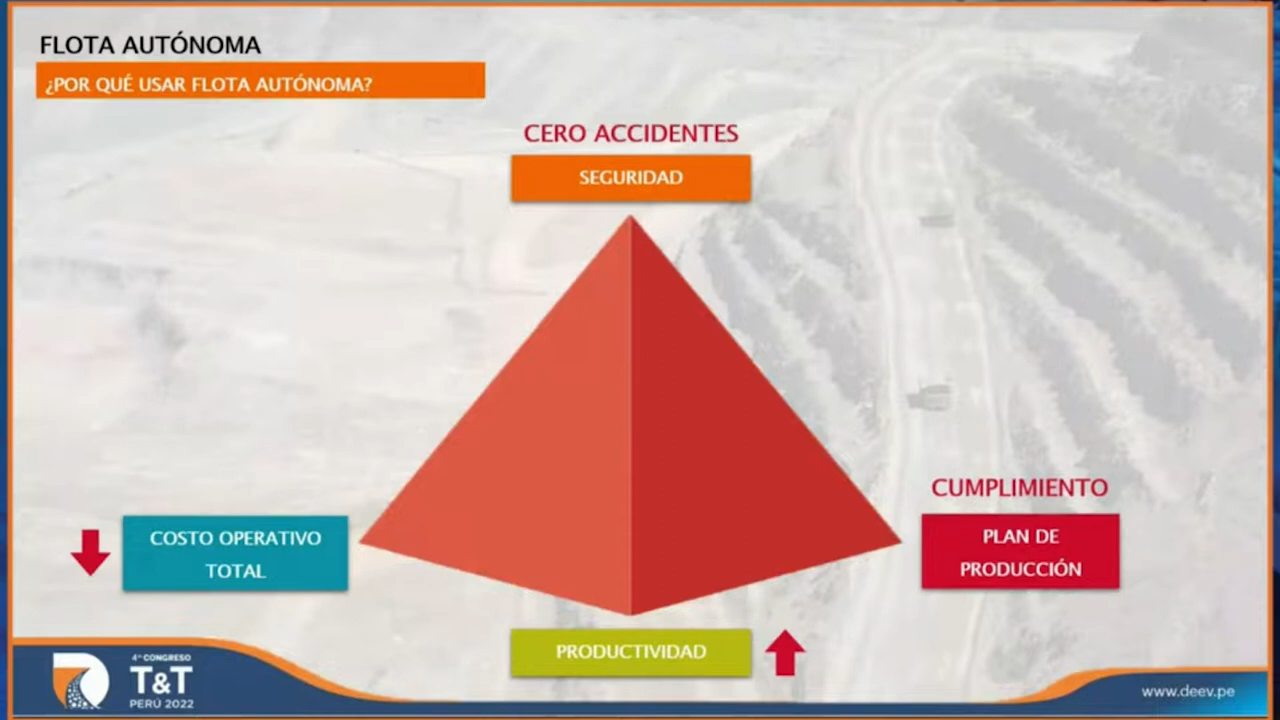 FLOTA AUTÓNOMA
¿POR QUÉ USAR FLOTA AUTÓNOMA?
CERO ACCIDENTES
SEGURIDAD
CUMPLIMIENTO
COSTO OPERATIVO
TOTAL
PLAN DE
PRODUCCIÓN
PRODUCTIVIDAD
4to CONGRESO
T&T
PERÚ 2022
www.deev.pe